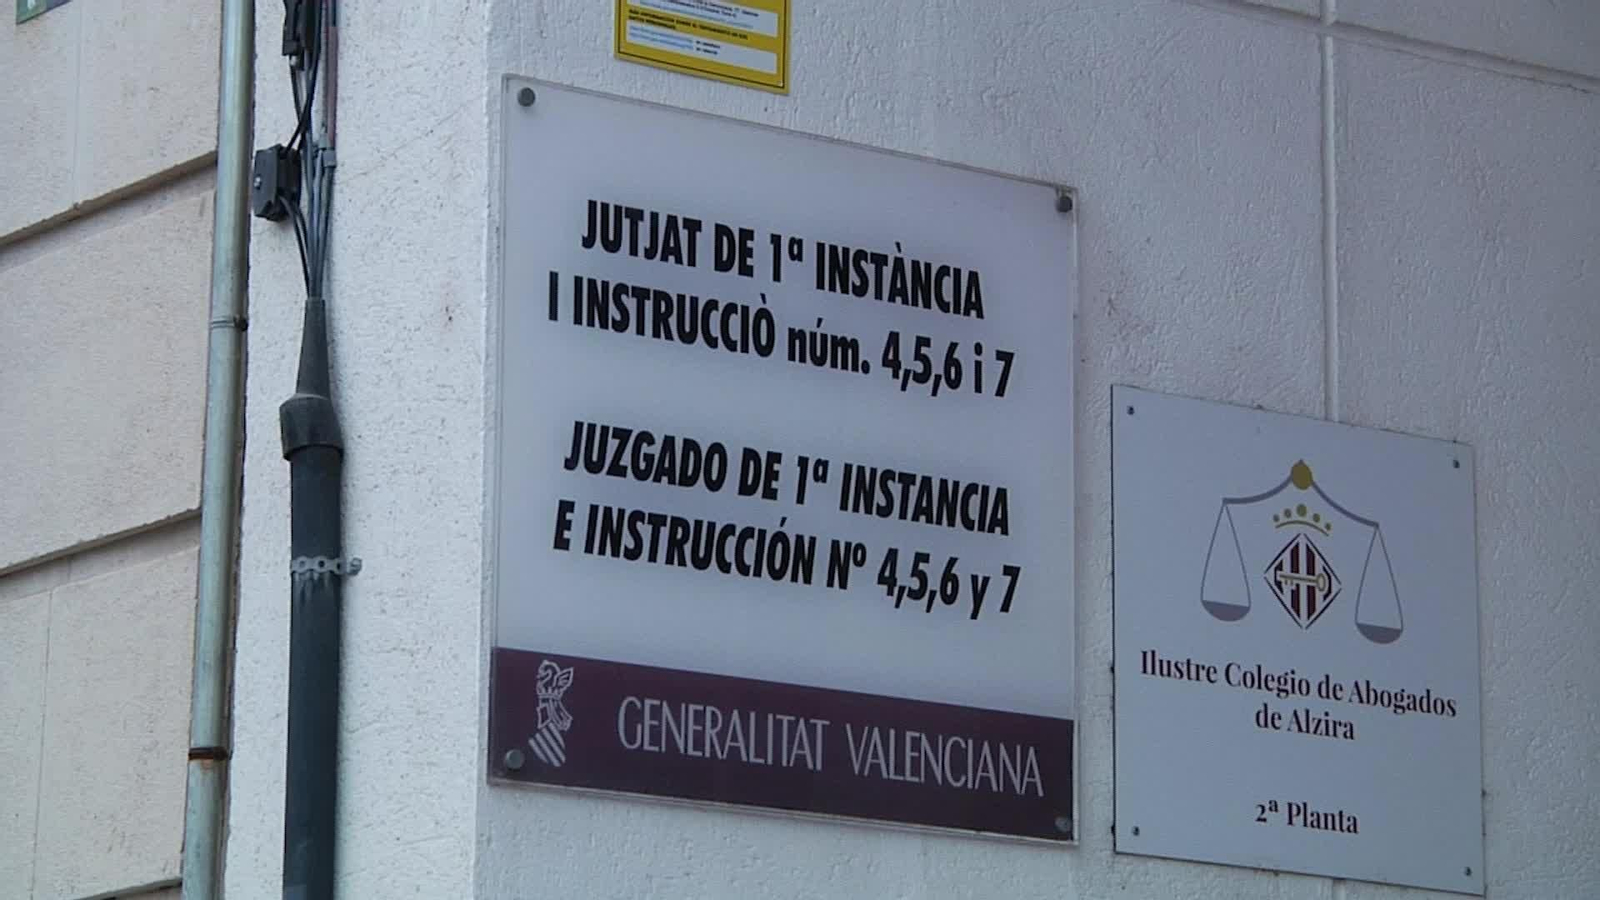 JUTJAT DE 1ª INSTÀNCIA
I INSTRUCCIÒ núm. 4,5,6 i 7
JUZGADO DE 1ª INSTANCIA
E INSTRUCCIÓN Nº 4,5,6 y 7
GENERALITAT VALENCIANA
Ilustre Colegio de Abogados
de Alzira
2ª Planta